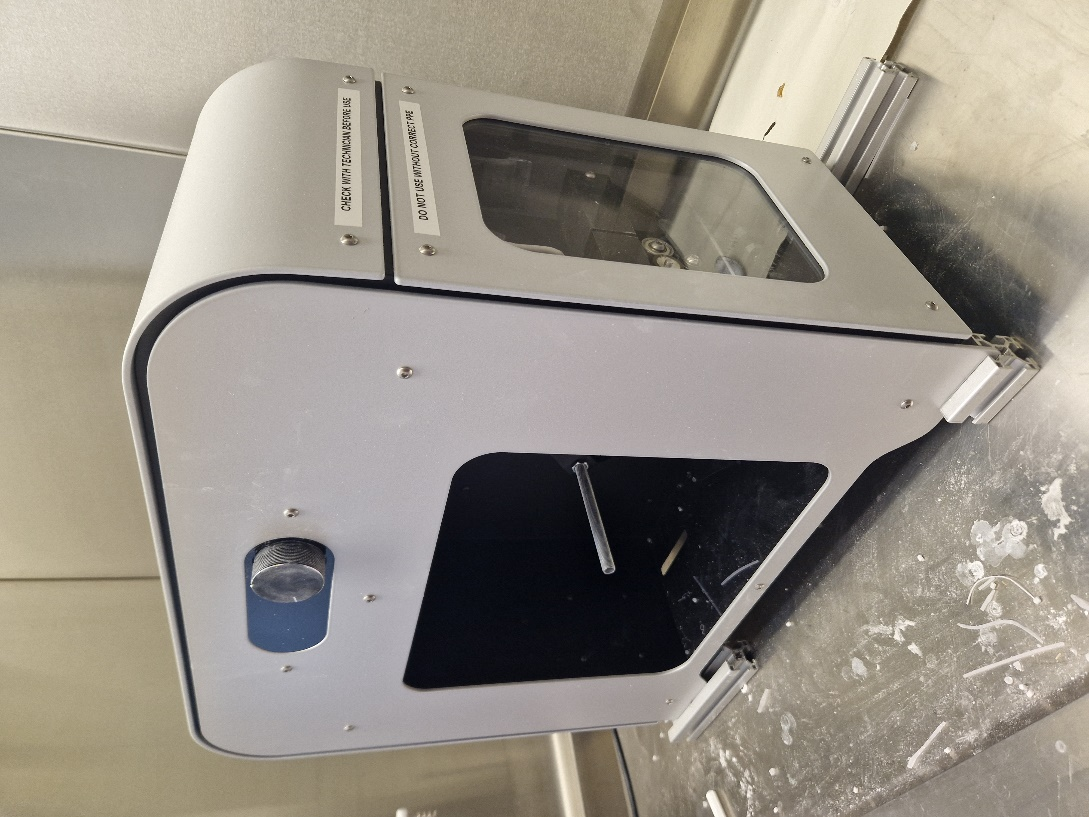 CHECK WITH TECHNICIAN BEFORE USE
DO NOT USE WITHOUT CORRECT PPE